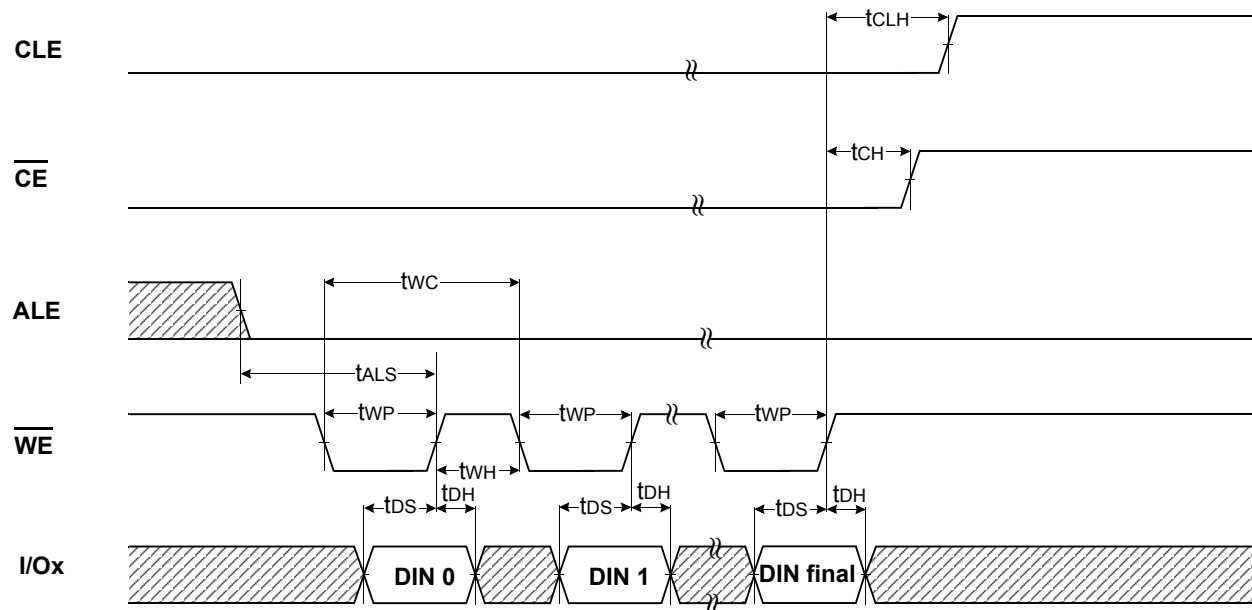 CLE
tCLH
CE
tCH
ALE
tWC
tALS
WE
tWP
tWP
tWP
tWH
I/Ox
tDS
tDH
tDS
tDH
tDS
tDH
DIN 0
DIN 1
DIN final